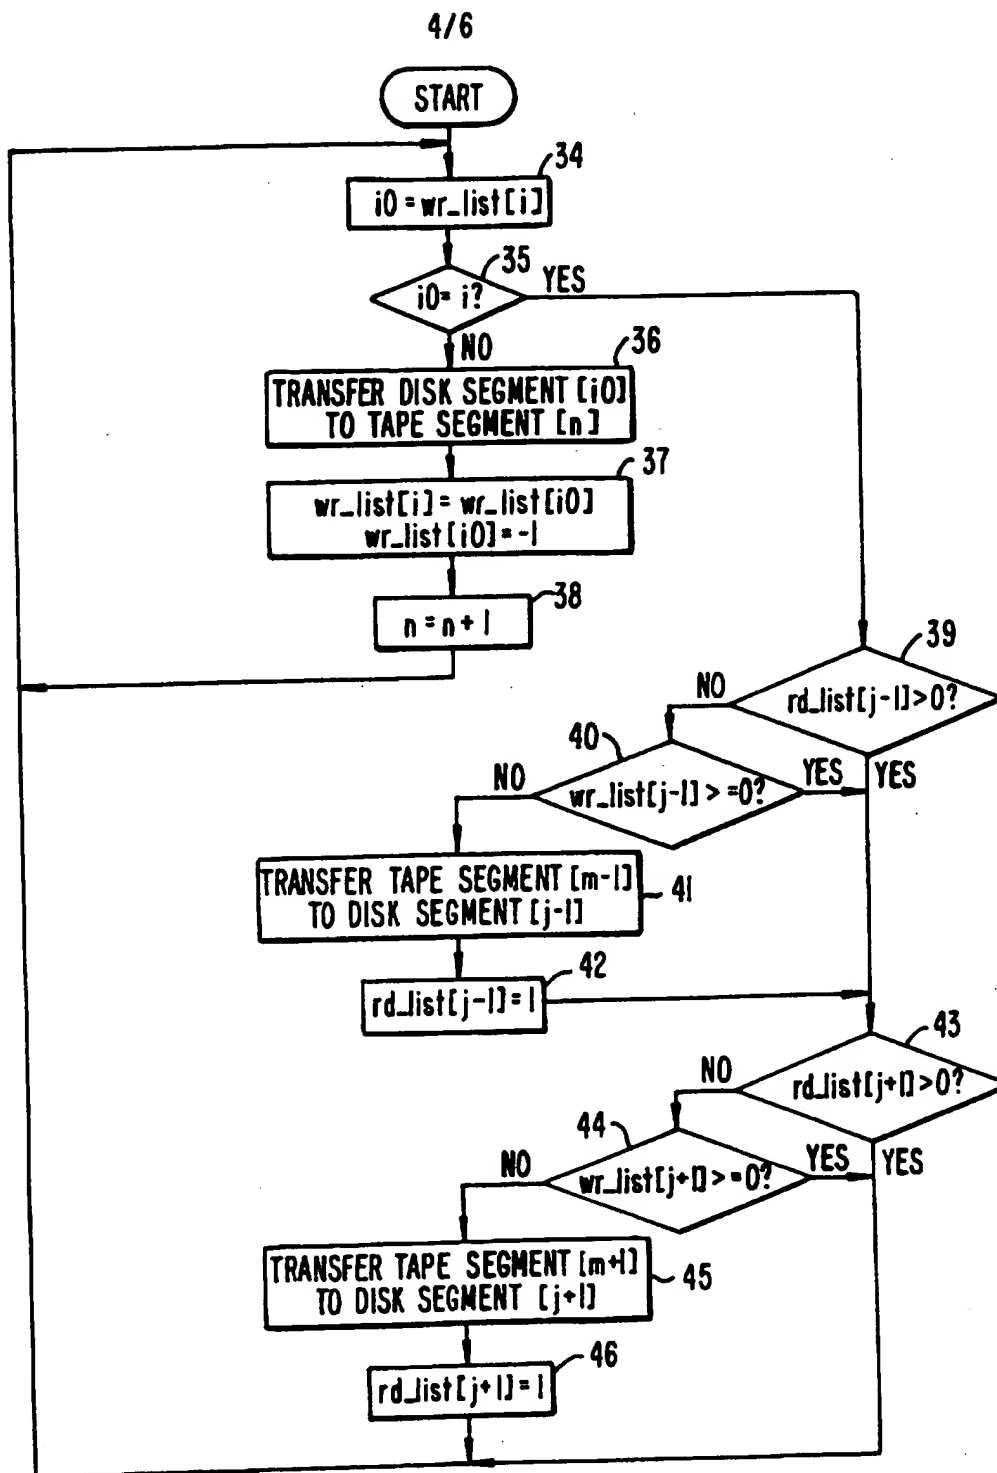 4/6
START
34
i0 = wr_list[i]
35
i0 = i?
YES
NO
36
TRANSFER DISK SEGMENT [i0]
TO TAPE SEGMENT [n]
37
wr_list[i] = wr_list[i0]
wr_list[i0] = -1
38
n = n + 1
39
rd_list[j-1]>0?
NO
YES
40
wr_list[j-1] > =0?
YES
NO
TRANSFER TAPE SEGMENT [m-1]
TO DISK SEGMENT [j-1]
41
42
rd_list[j-1] = 1
43
rd_list[j+1]>0?
NO
YES
44
wr_list[j+1] > =0?
YES
NO
TRANSFER TAPE SEGMENT [m+1]
TO DISK SEGMENT [j+1]
45
46
rd_list[j+1] = 1